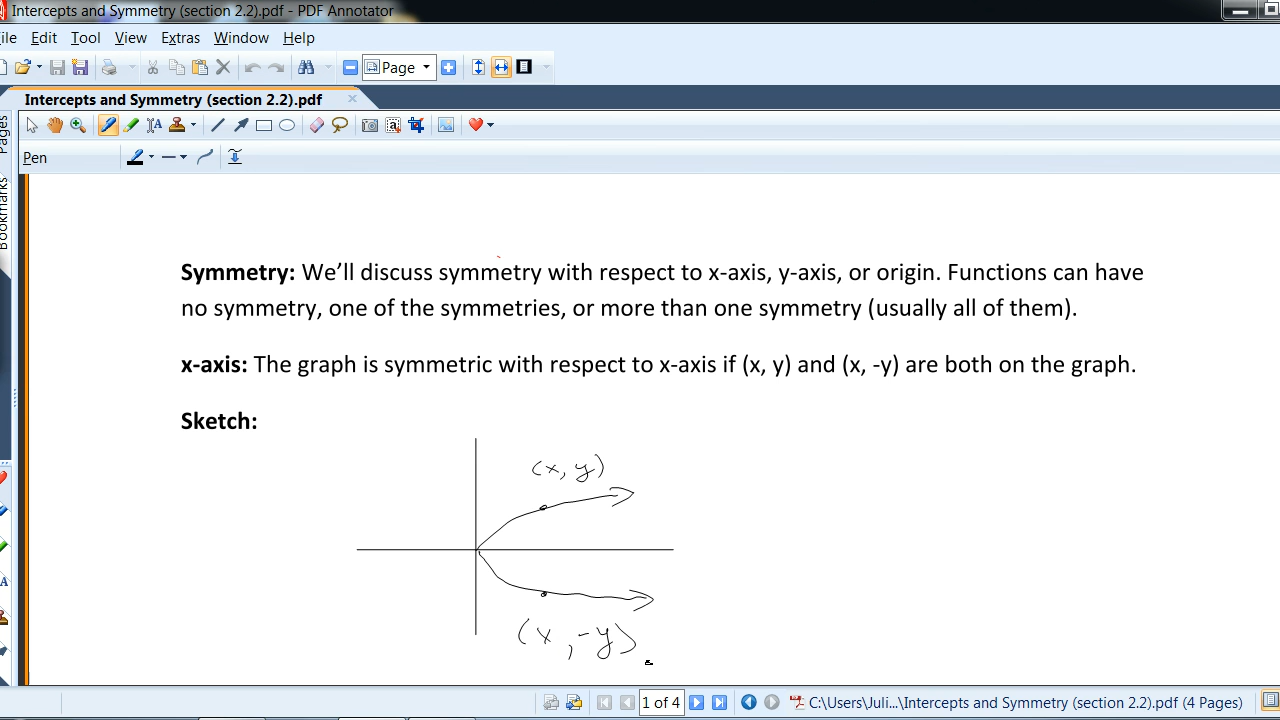 Intercepts and Symmetry (section 2.2).pdf - PDF Annotator
ile Edit Tool View Extras Window Help
Page
Intercepts and Symmetry (section 2.2).pdf
Pages
Pen
Bookmarks
Symmetry: We'll discuss symmetry with respect to x-axis, y-axis, or origin. Functions can have
no symmetry, one of the symmetries, or more than one symmetry (usually all of them).
x-axis: The graph is symmetric with respect to x-axis if (x, y) and (x, -y) are both on the graph.
Sketch:
(x, y)
(x, -y)
1 of 4
C:\Users\Juli...\Intercepts and Symmetry (section 2.2).pdf (4 Pages)